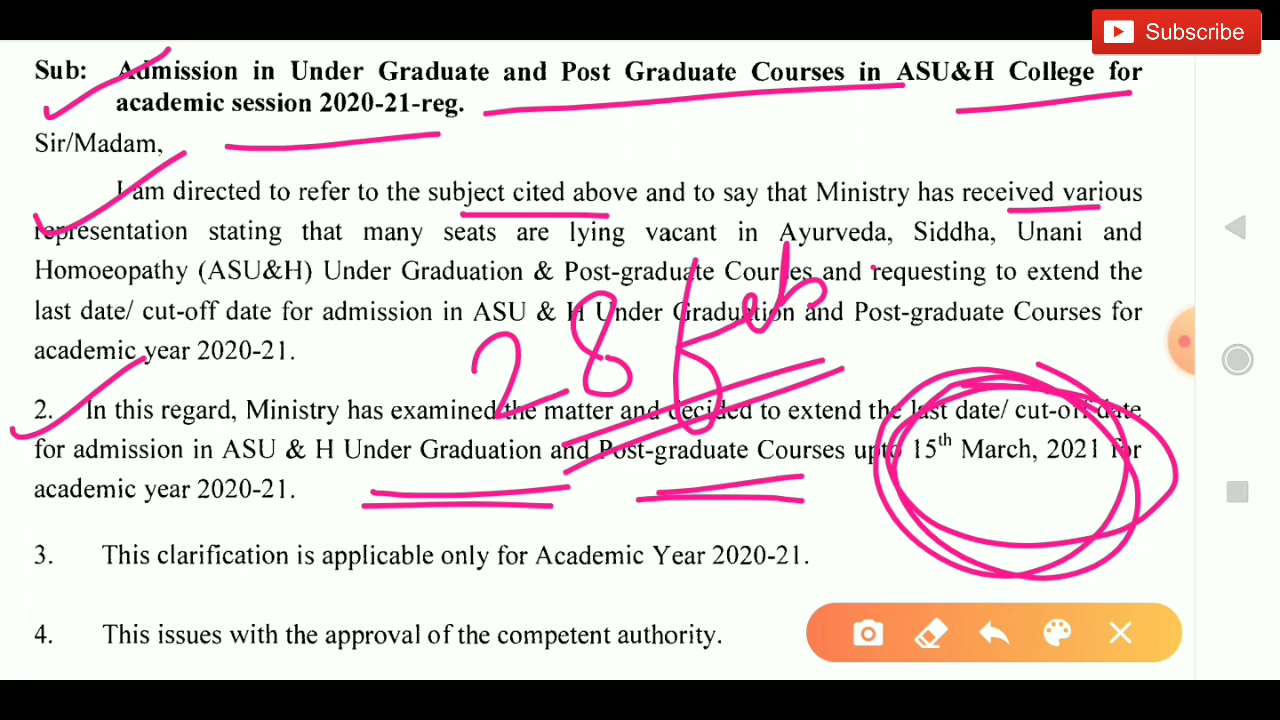 Subscribe
Sub: Admission in Under Graduate and Post Graduate Courses in ASU&H College for
academic session 2020-21-reg.
Sir/Madam,
I am directed to refer to the subject cited above and to say that Ministry has received various
representation stating that many seats are lying vacant in Ayurveda, Siddha, Unani and
Homoeopathy (ASU&H) Under Graduation & Post-graduate Courses and requesting to extend the
last date/ cut-off date for admission in ASU & H Under Graduation and Post-graduate Courses for
academic year 2020-21.
28 Feb
2. In this regard, Ministry has examined the matter and decided to extend the last date/ cut-off date
for admission in ASU & H Under Graduation and Post-graduate Courses upto 15th March, 2021 for
academic year 2020-21.
3. This clarification is applicable only for Academic Year 2020-21.
4. This issues with the approval of the competent authority.